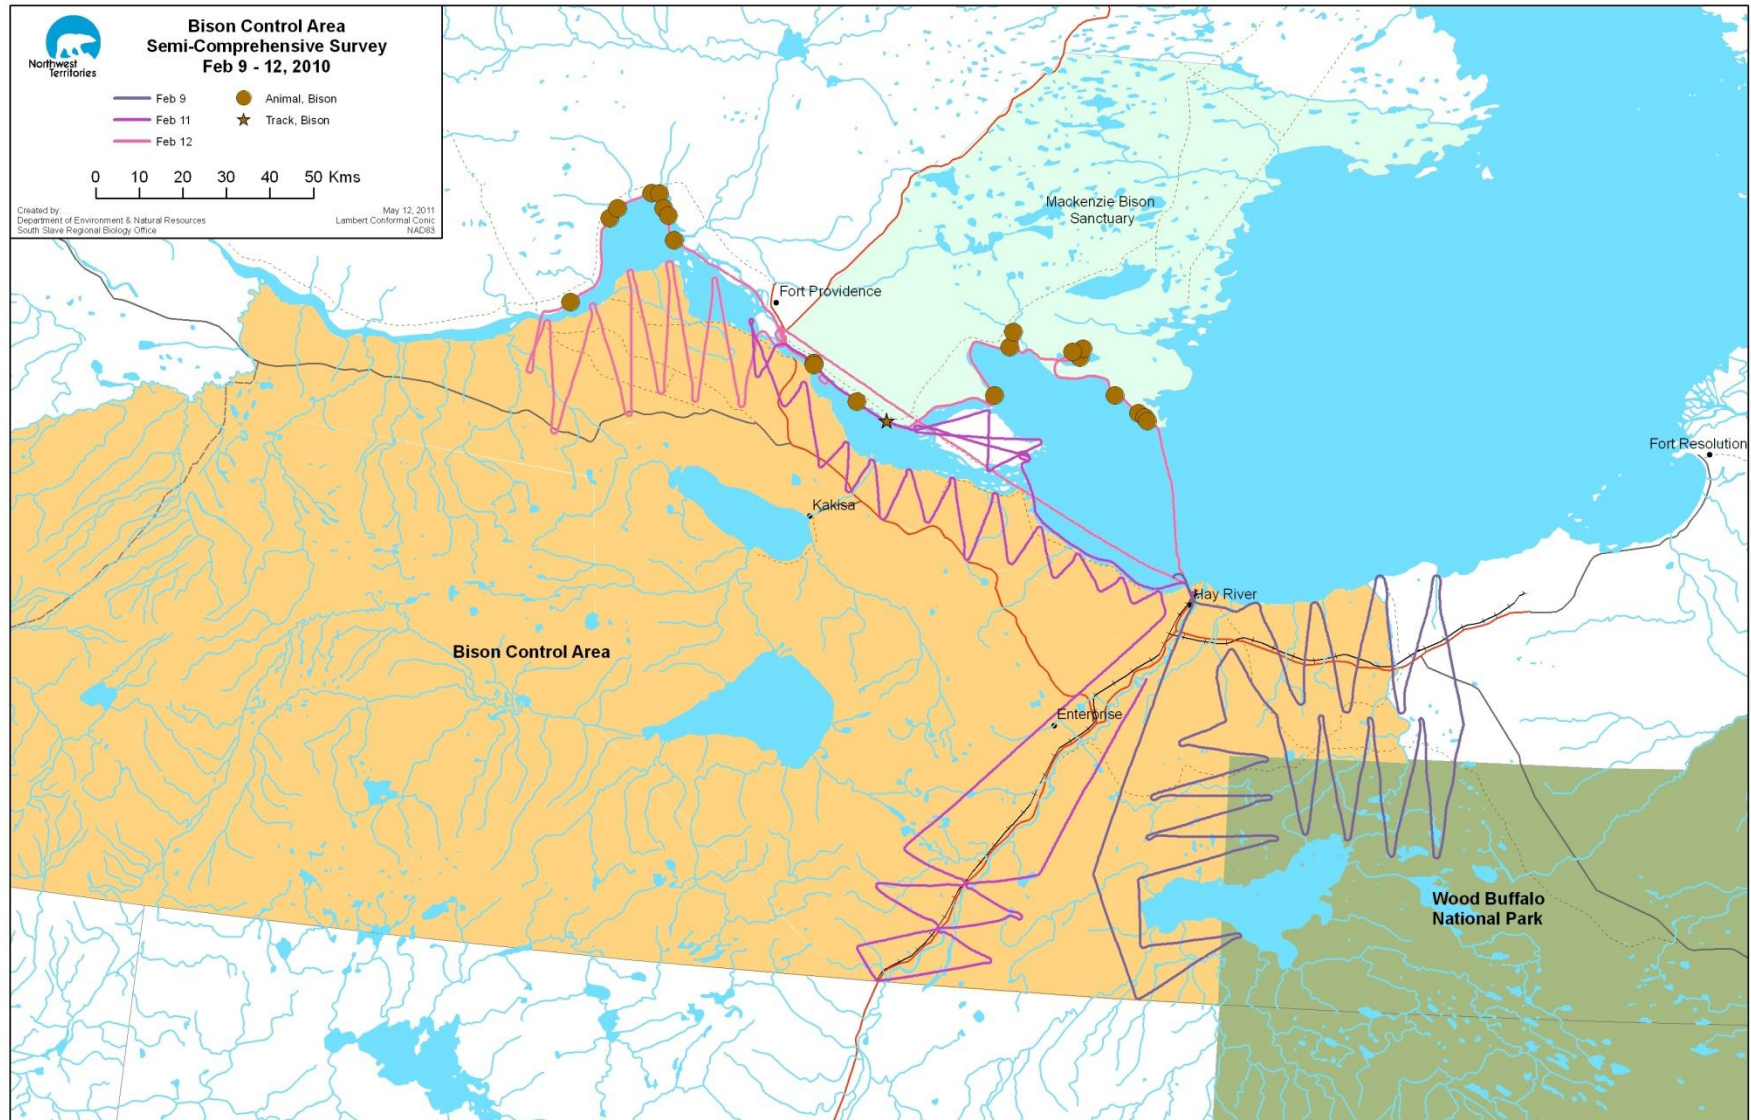 Bison Control Area
Semi-Comprehensive Survey
Feb 9 - 12, 2010
Northwest
Territories
Feb 9
Animal, Bison
Feb 11
Track, Bison
Feb 12
0 10 20 30 40 50 Kms
Created by:
Department of Environment & Natural Resources
South Slave Regional Biology Office
May 12, 2011
Lambert Conformal Conic
NAD83
Mackenzie Bison
Sanctuary
Fort Providence
Fort Resolution
Kakisa
Hay River
Bison Control Area
Enterprise
Wood Buffalo
National Park